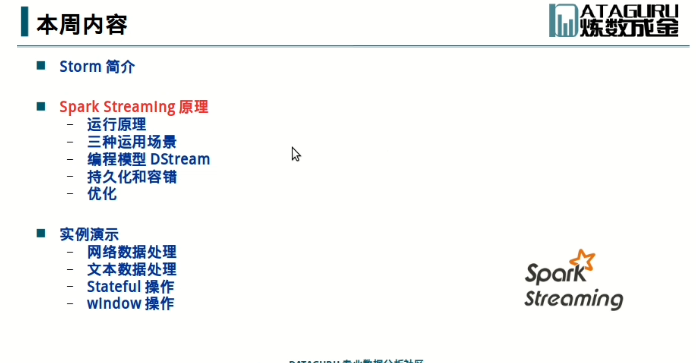 本周内容
DATAGURU
炼数成金
Storm 简介
Spark Streaming 原理
– 运行原理
– 三种运用场景
– 编程模型 DStream
– 持久化和容错
– 优化
实例演示
– 网络数据处理
– 文本数据处理
– Stateful 操作
– window 操作
Spark
Streaming